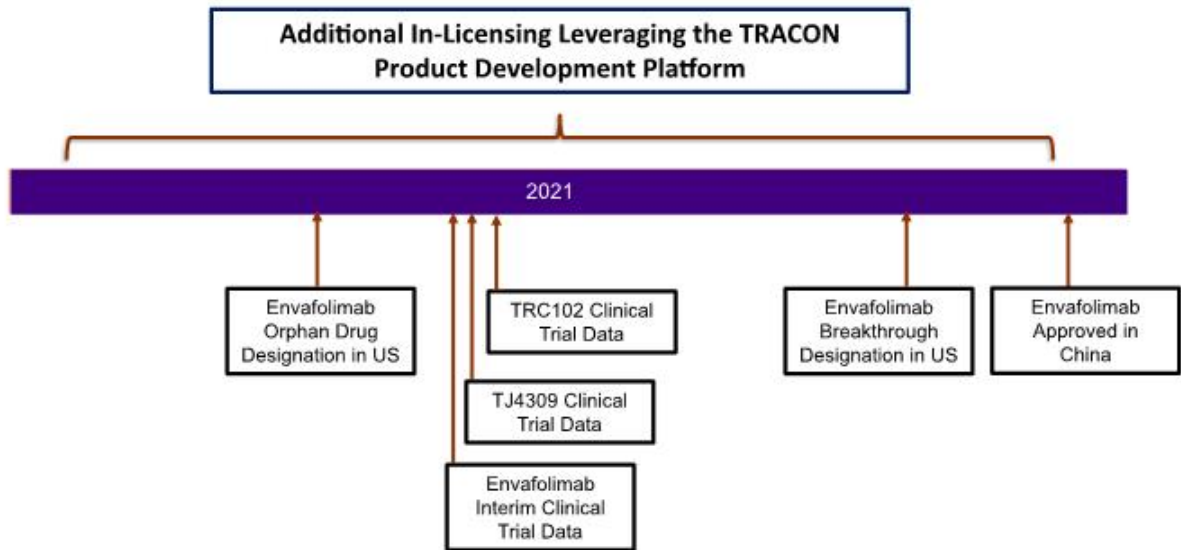 Additional In-Licensing Leveraging the TRACON
Product Development Platform
2021
Envafolimab
Orphan Drug
Designation in US
TRC102 Clinical
Trial Data
TJ4309 Clinical
Trial Data
Envafolimab
Interim Clinical
Trial Data
Envafolimab
Breakthrough
Designation in US
Envafolimab
Approved in
China